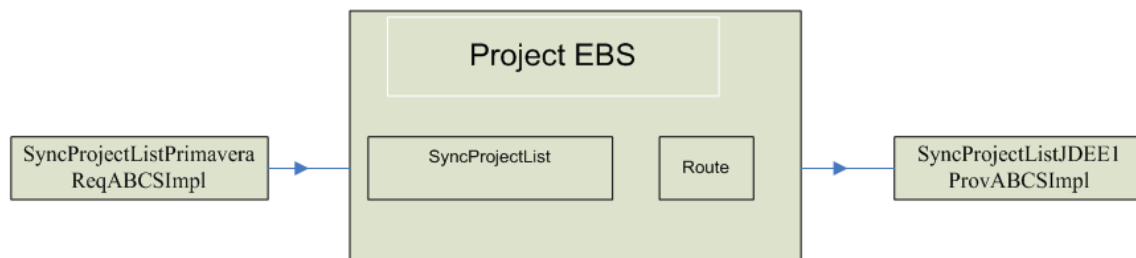 Project EBS
SyncProjectListPrimavera
ReqABCSImpl
SyncProjectList
Route
SyncProjectListJDEE1
ProvABCSImpl